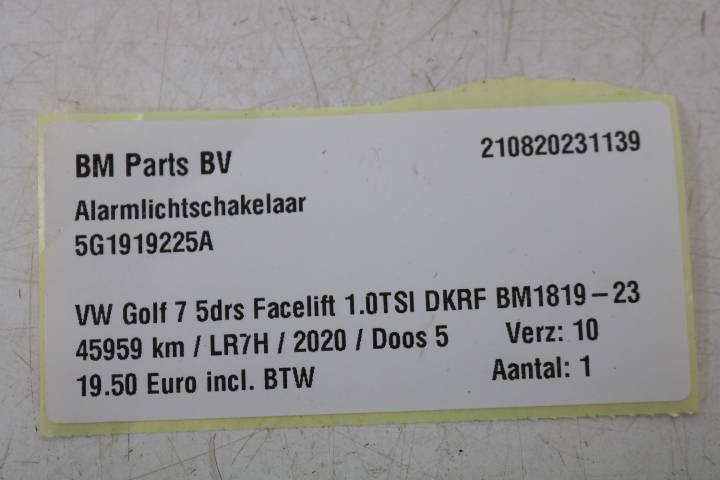 BM Parts BV 210820231139
Alarmlichtschakelaar
5G1919225A
VW Golf 7 5drs Facelift 1.0TSI DKRF BM1819-23
45959 km / LR7H / 2020 / Doos 5 Verz: 10
19.50 Euro incl. BTW Aantal: 1